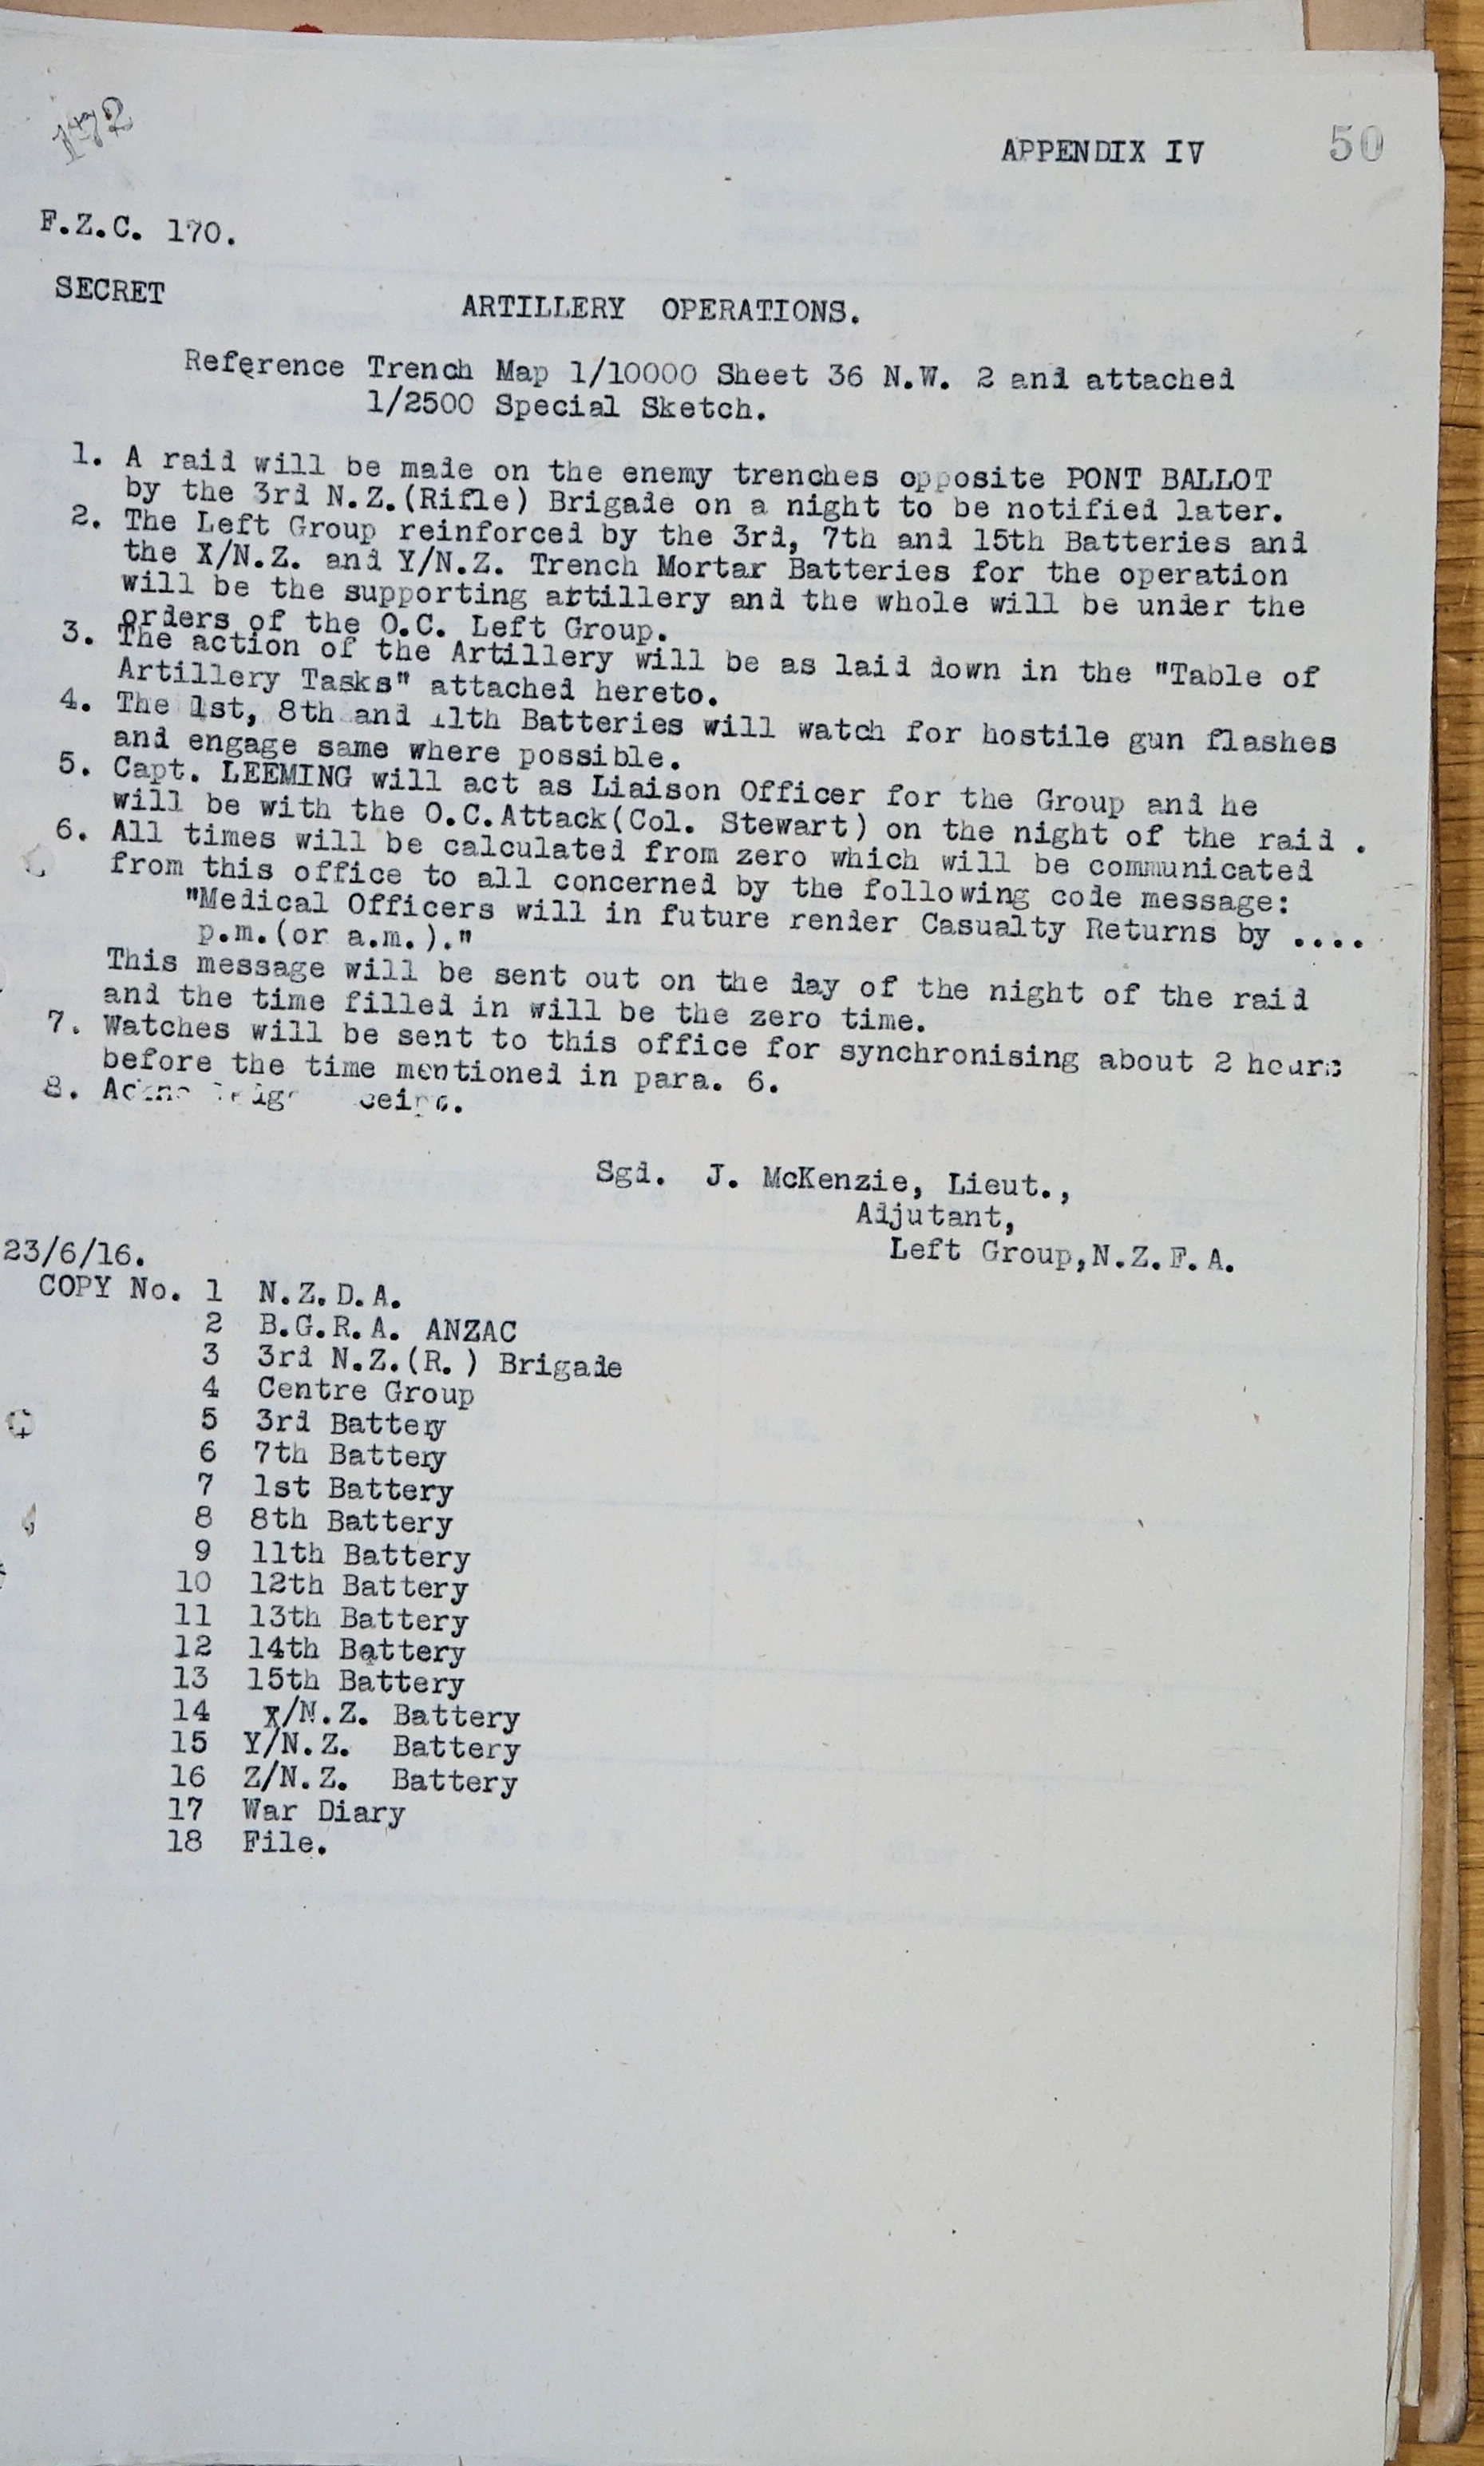 172
APPENDIX IV 50
F.Z.C. 170.
SECRET
ARTILLERY OPERATIONS.
Reference Trench Map 1/10000 Sheet 36 N.W. 2 and attached
1/2500 Special Sketch.
1. A raid will be made on the enemy trenches opposite PONT BALLOT
by the 3rd N.Z.(Rifle) Brigade on a night to be notified later.
2. The Left Group reinforced by the 3rd, 7th and 15th Batteries and
the X/N.Z. and Y/N.Z. Trench Mortar Batteries for the operation
will be the supporting artillery and the whole will be under the
orders of the O.C. Left Group.
3. The action of the Artillery will be as laid down in the "Table of
Artillery Tasks" attached hereto.
4. The 1st, 8th and 11th Batteries will watch for hostile gun flashes
and engage same where possible.
5. Capt. LEEMING will act as Liaison Officer for the Group and he
will be with the O.C.Attack(Col. Stewart) on the night of the raid .
6. All times will be calculated from zero which will be communicated
from this office to all concerned by the following code message:
"Medical Officers will in future render Casualty Returns by ....
p.m.(or a.m.)."
This message will be sent out on the day of the night of the raid
and the time filled in will be the zero time.
7. Watches will be sent to this office for synchronising about 2 hours
before the time mentioned in para. 6.
8.
Sgd. J. McKenzie, Lieut.,
Adjutant,
Left Group,N.Z.F.A.
23/6/16.
COPY No. 1 N.Z.D.A.
2 B.G.R.A. ANZAC
3 3rd N.Z.(R.) Brigade
4 Centre Group
5 3rd Battery
6 7th Battery
7 1st Battery
8 8th Battery
9 11th Battery
10 12th Battery
11 13th Battery
12 14th Battery
13 15th Battery
14 X/N.Z. Battery
15 Y/N.Z. Battery
16 Z/N.Z. Battery
17 War Diary
18 File.